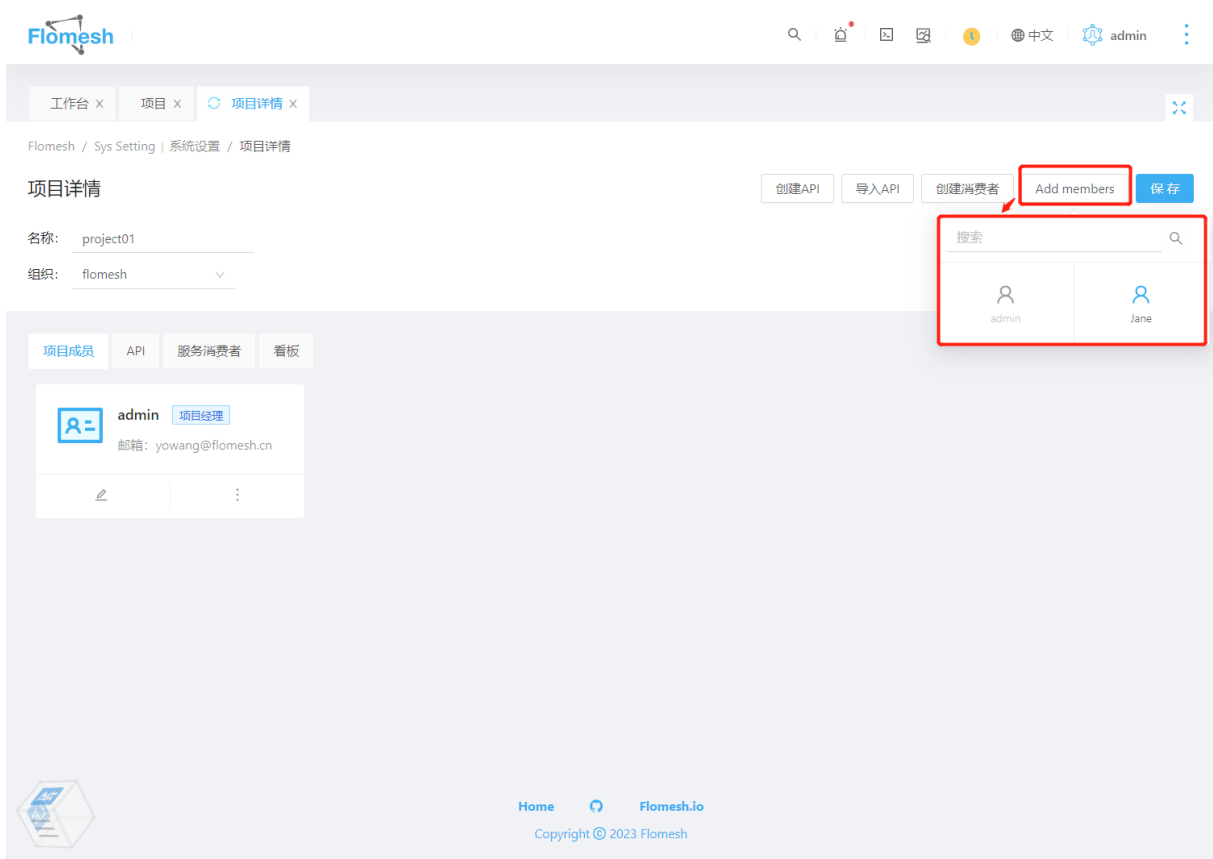 Flomesh
中文
admin
工作台 x
项目 x
项目详情 x
Flomesh / Sys Setting | 系统设置 / 项目详情
项目详情
创建API
导入API
创建消费者
Add members
保存
名称: project01
组织: flomesh
搜索
admin
Jane
项目成员
API
服务消费者
看板
admin 项目经理
邮箱: yowang@flomesh.cn
Home
Flomesh.io
Copyright © 2023 Flomesh